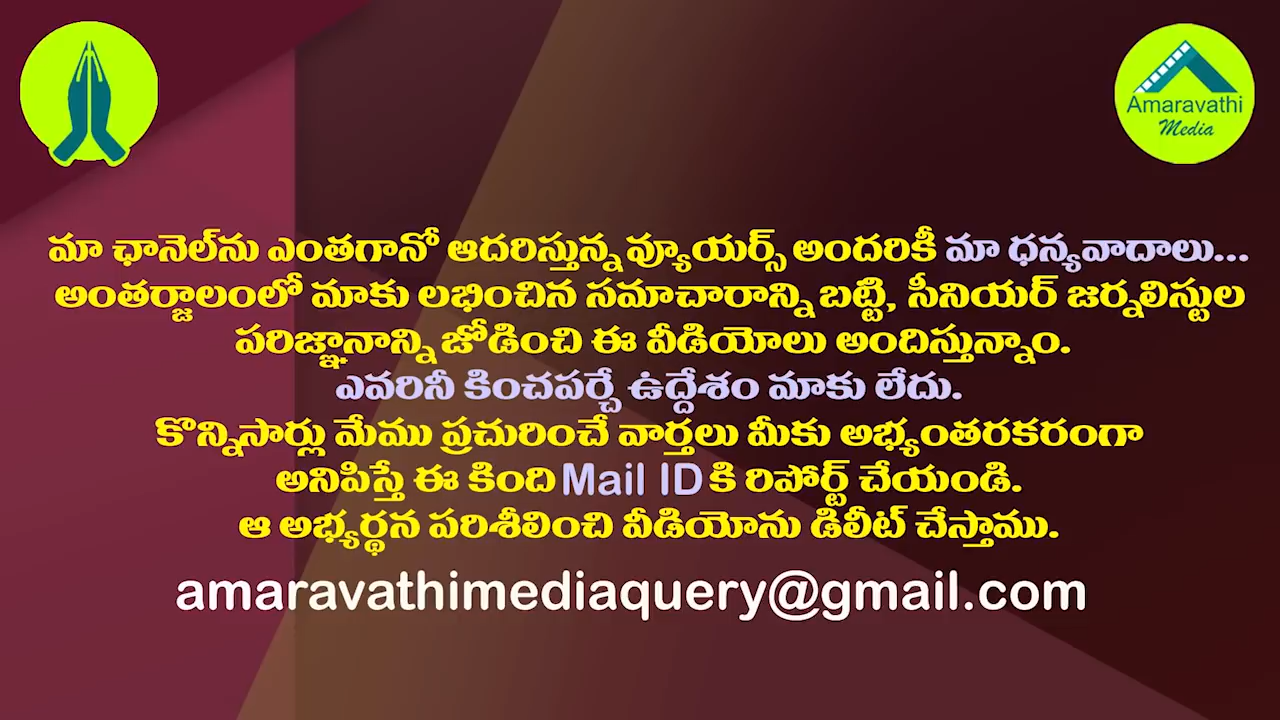 Amaravathi
Media
మా ఛానెల్‌ను ఎంతగానో ఆదరిస్తున్న వ్యూయర్స్ అందరికీ మా ధన్యవాదాలు...
అంతర్జాలంలో మాకు లభించిన సమాచారాన్ని బట్టి, సీనియర్ జర్నలిస్టుల
పరిజ్ఞానాన్ని జోడించి ఈ వీడియోలు అందిస్తున్నాం.
ఎవరినీ కించపర్చే ఉద్దేశం మాకు లేదు.
కొన్నిసార్లు మేము ప్రచురించే వార్తలు మీకు అభ్యంతరకరంగా
అనిపిస్తే ఈ కింది Mail ID కి రిపోర్ట్ చేయండి.
ఆ అభ్యర్థన పరిశీలించి వీడియోను డిలీట్ చేస్తాము.
amaravathimediaquery@gmail.com